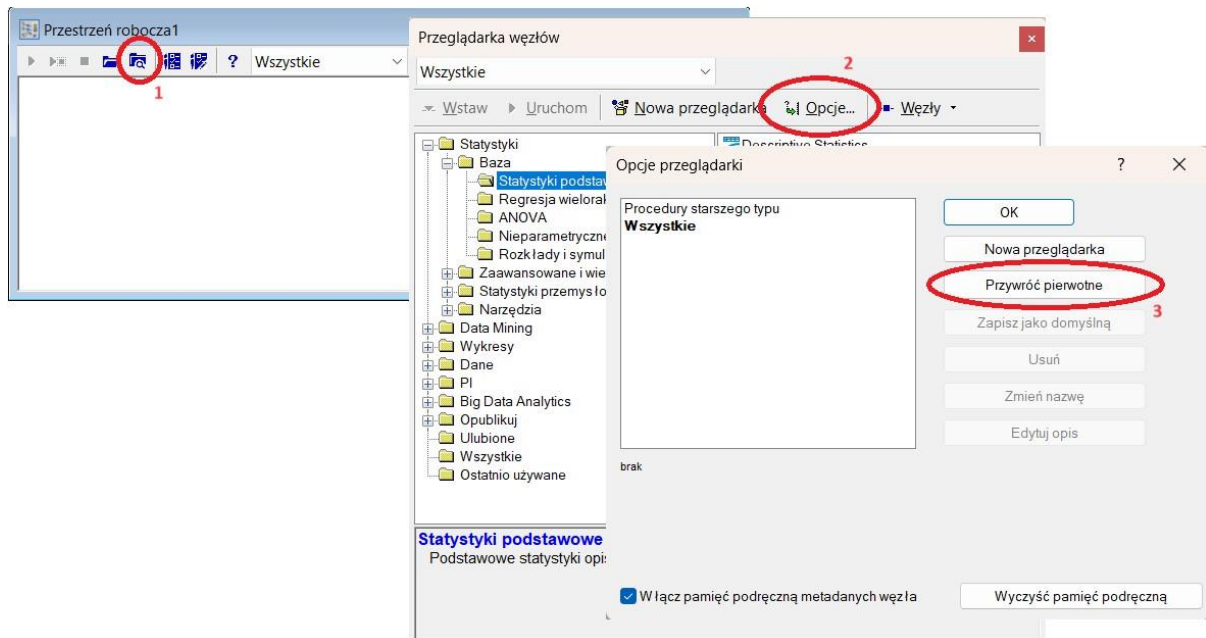 Przestrzeń robocza1
? Wszystkie
1
Przeglądarka węzłów
Wszystkie
2
Wstaw Uruchom Nowa przeglądarka Opcje... Węzły
Statystyki
Baza
Statystyki podstaw
Regresja wielorak
ANOVA
Nieparametryczne
Rozkłady i symul
Zaawansowane i wie
Statystyki przemysło
Narzędzia
Data Mining
Wykresy
Dane
PI
Big Data Analytics
Opublikuj
Ulubione
Wszystkie
Ostatnio używane
Descriptive Statistics
Statystyki podstawowe
Podstawowe statystyki opi
Opcje przeglądarki ?
Procedury starszego typu
Wszystkie
brak
OK
Nowa przeglądarka
Przywróć pierwotne
3
Zapisz jako domyślną
Usuń
Zmień nazwę
Edytuj opis
Włącz pamięć podręczną metadanych węzła
Wyczyść pamięć podręczną